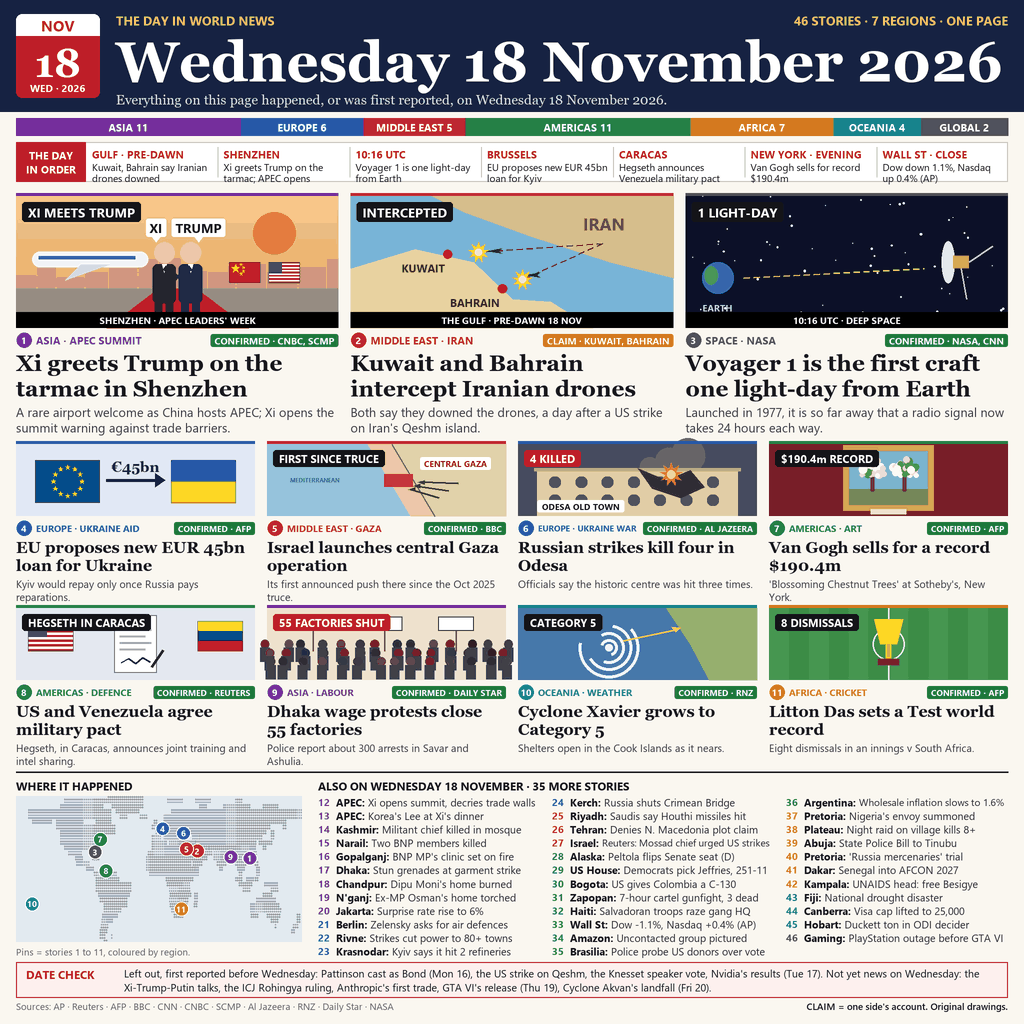 NOV
18
WED · 2026
THE DAY IN WORLD NEWS
46 STORIES · 7 REGIONS · ONE PAGE
Wednesday 18 November 2026
Everything on this page happened, or was first reported, on Wednesday 18 November 2026.
ASIA 11
EUROPE 6
MIDDLE EAST 5
AMERICAS 11
AFRICA 7
OCEANIA 4
GLOBAL 2
THE DAY
IN ORDER
GULF · PRE-DAWN
Kuwait, Bahrain say Iranian
drones downed
SHENZHEN
Xi greets Trump on the
tarmac; APEC opens
10:16 UTC
Voyager 1 is one light-day
from Earth
BRUSSELS
EU proposes new EUR 45bn
loan for Kyiv
CARACAS
Hegseth announces
Venezuela military pact
NEW YORK · EVENING
Van Gogh sells for record
$190.4m
WALL ST · CLOSE
Dow down 1.1%, Nasdaq
up 0.4% (AP)
XI MEETS TRUMP
XI
TRUMP
SHENZHEN · APEC LEADERS' WEEK
1 ASIA · APEC SUMMIT
CONFIRMED · CNBC, SCMP
Xi greets Trump on the
tarmac in Shenzhen
A rare airport welcome as China hosts APEC; Xi opens the
summit warning against trade barriers.
INTERCEPTED
IRAN
KUWAIT
BAHRAIN
THE GULF · PRE-DAWN 18 NOV
2 MIDDLE EAST · IRAN
CLAIM · KUWAIT, BAHRAIN
Kuwait and Bahrain
intercept Iranian drones
Both say they downed the drones, a day after a US strike
on Iran's Qeshm island.
1 LIGHT-DAY
EARTH
10:16 UTC · DEEP SPACE
3 SPACE · NASA
CONFIRMED · NASA, CNN
Voyager 1 is the first craft
one light-day from Earth
Launched in 1977, it is so far away that a radio signal now
takes 24 hours each way.
€45bn
4 EUROPE · UKRAINE AID
CONFIRMED · AFP
EU proposes new EUR 45bn
loan for Ukraine
Kyiv would repay only once Russia pays
reparations.
FIRST SINCE TRUCE
CENTRAL GAZA
MEDITERRANEAN
5 MIDDLE EAST · GAZA
CONFIRMED · BBC
Israel launches central Gaza
operation
Its first announced push there since the Oct 2025
truce.
4 KILLED
ODESA OLD TOWN
6 EUROPE · UKRAINE WAR
CONFIRMED · AL JAZEERA
Russian strikes kill four in
Odesa
Officials say the historic centre was hit three times.
$190.4m RECORD
7 AMERICAS · ART
CONFIRMED · AFP
Van Gogh sells for a record
$190.4m
'Blossoming Chestnut Trees' at Sotheby's, New
York.
HEGSETH IN CARACAS
8 AMERICAS · DEFENCE
CONFIRMED · REUTERS
US and Venezuela agree
military pact
Hegseth, in Caracas, announces joint training and
intel sharing.
55 FACTORIES SHUT
9 ASIA · LABOUR
CONFIRMED · DAILY STAR
Dhaka wage protests close
55 factories
Police report about 300 arrests in Savar and
Ashulia.
CATEGORY 5
10 OCEANIA · WEATHER
CONFIRMED · RNZ
Cyclone Xavier grows to
Category 5
Shelters open in the Cook Islands as it nears.
8 DISMISSALS
11 AFRICA · CRICKET
CONFIRMED · AFP
Litton Das sets a Test world
record
Eight dismissals in an innings v South Africa.
WHERE IT HAPPENED
4
6
7
3
5
2
9
1
8
10
11
Pins = stories 1 to 11, coloured by region.
ALSO ON WEDNESDAY 18 NOVEMBER · 35 MORE STORIES
12 APEC: Xi opens summit, decries trade walls
13 APEC: Korea's Lee at Xi's dinner
14 Kashmir: Militant chief killed in mosque
15 Narail: Two BNP members killed
16 Gopalganj: BNP MP's clinic set on fire
17 Dhaka: Stun grenades at garment strike
18 Chandpur: Dipu Moni's home burned
19 N'ganj: Ex-MP Osman's home torched
20 Jakarta: Surprise rate rise to 6%
21 Berlin: Zelensky asks for air defences
22 Rivne: Strikes cut power to 80+ towns
23 Krasnodar: Kyiv says it hit 2 refineries
24 Kerch: Russia shuts Crimean Bridge
25 Riyadh: Saudis say Houthi missiles hit
26 Tehran: Denies N. Macedonia plot claim
27 Israel: Reuters: Mossad chief urged US strikes
28 Alaska: Peltola flips Senate seat (D)
29 US House: Democrats pick Jeffries, 251-11
30 Bogota: US gives Colombia a C-130
31 Zapopan: 7-hour cartel gunfight, 3 dead
32 Haiti: Salvadoran troops raze gang HQ
33 Wall St: Dow -1.1%, Nasdaq +0.4% (AP)
34 Amazon: Uncontacted group pictured
35 Brasilia: Police probe US donors over vote
36 Argentina: Wholesale inflation slows to 1.6%
37 Pretoria: Nigeria's envoy summoned
38 Plateau: Night raid on village kills 8+
39 Abuja: State Police Bill to Tinubu
40 Pretoria: 'Russia mercenaries' trial
41 Dakar: Senegal into AFCON 2027
42 Kampala: UNAIDS head: free Besigye
43 Fiji: National drought disaster
44 Canberra: Visa cap lifted to 25,000
45 Hobart: Duckett ton in ODI decider
46 Gaming: PlayStation outage before GTA VI
DATE CHECK
Left out, first reported before Wednesday: Pattinson cast as Bond (Mon 16), the US strike on Qeshm, the Knesset speaker vote, Nvidia's results (Tue 17). Not yet news on Wednesday: the
Xi-Trump-Putin talks, the ICJ Rohingya ruling, Anthropic's first trade, GTA VI's release (Thu 19), Cyclone Akvan's landfall (Fri 20).
Sources: AP · Reuters · AFP · BBC · CNN · CNBC · SCMP · Al Jazeera · RNZ · Daily Star · NASA
CLAIM = one side's account. Original drawings.